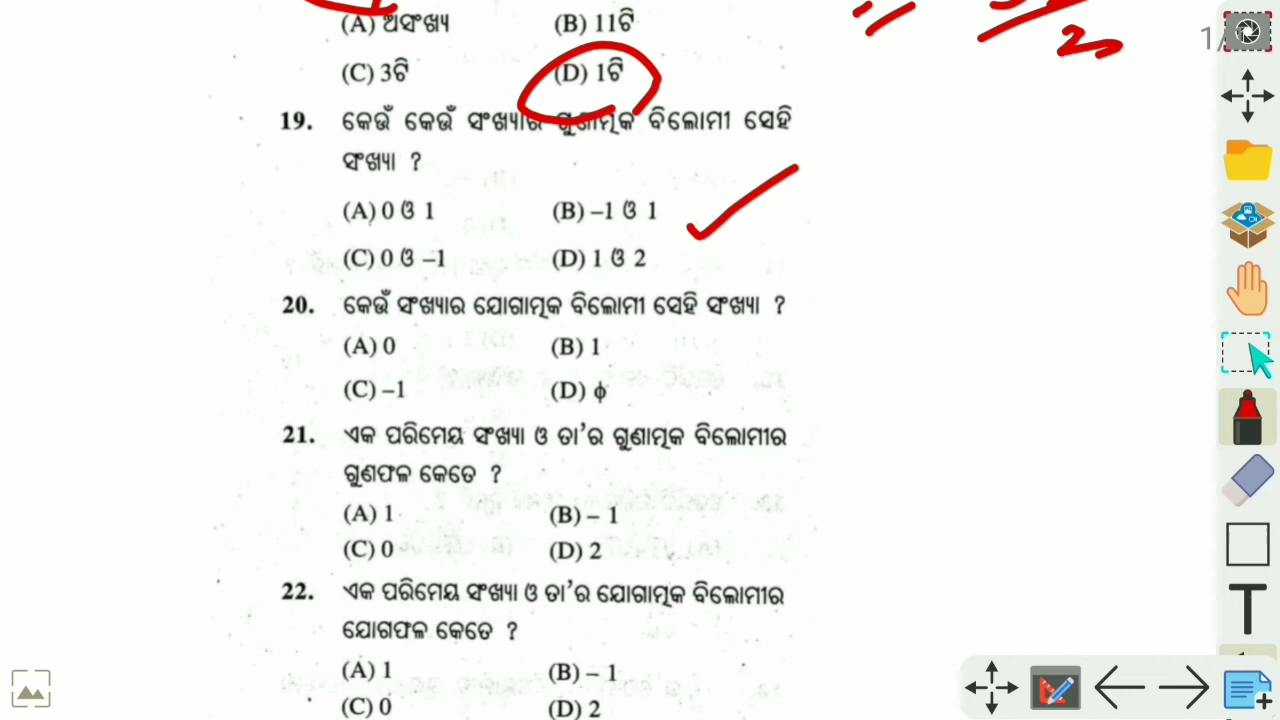 (A) ଅସଂଖ୍ୟ (B) 11ଟି
(C) 3ଟି (D) 1ଟି
19. କେଉଁ କେଉଁ ସଂଖ୍ୟାର ଗୁଣାତ୍ମକ ବିଲୋମୀ ସେହି
ସଂଖ୍ୟା ?
(A) 0 ଓ 1 (B) –1 ଓ 1
(C) 0 ଓ –1 (D) 1 ଓ 2
20. କେଉଁ ସଂଖ୍ୟାର ଯୋଗାତ୍ମକ ବିଲୋମୀ ସେହି ସଂଖ୍ୟା ?
(A) 0 (B) 1
(C) –1 (D) ϕ
21. ଏକ ପରିମେୟ ସଂଖ୍ୟା ଓ ତା’ର ଗୁଣାତ୍ମକ ବିଲୋମୀର
ଗୁଣଫଳ କେତେ ?
(A) 1 (B) – 1
(C) 0 (D) 2
22. ଏକ ପରିମେୟ ସଂଖ୍ୟା ଓ ତା’ର ଯୋଗାତ୍ମକ ବିଲୋମୀର
ଯୋଗଫଳ କେତେ ?
(A) 1 (B) – 1
(C) 0 (D) 2